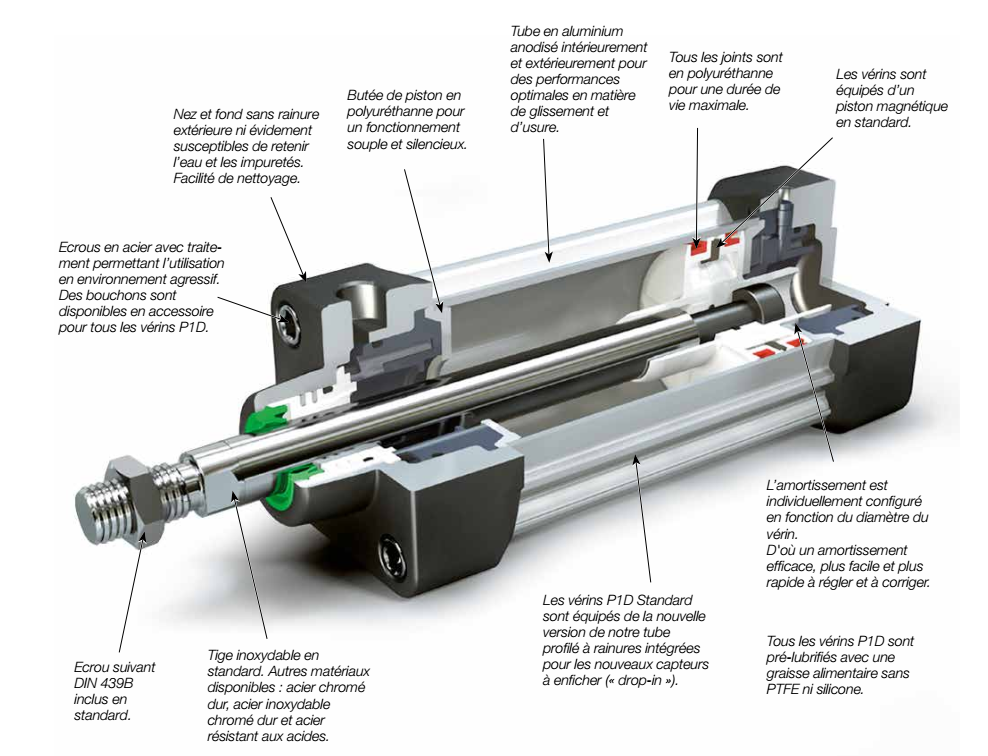 Tube en aluminium
anodisé intérieurement
et extérieurement pour
des performances
optimales en matière
de glissement et
d'usure.
Tous les joints sont
en polyuréthanne
pour une durée de
vie maximale.
Les vérins sont
équipés d'un
piston magnétique
en standard.
Butée de piston en
polyuréthanne pour
un fonctionnement
souple et silencieux.
Nez et fond sans rainure
extérieure ni évidement
susceptibles de retenir
l'eau et les impuretés.
Facilité de nettoyage.
Ecrous en acier avec traite-
ment permettant l'utilisation
en environnement agressif.
Des bouchons sont
disponibles en accessoire
pour tous les vérins P1D.
L'amortissement est
individuellement configuré
en fonction du diamètre du
vérin.
D'où un amortissement
efficace, plus facile et plus
rapide à régler et à corriger.
Les vérins P1D Standard
sont équipés de la nouvelle
version de notre tube
profilé à rainures intégrées
pour les nouveaux capteurs
à enficher (« drop-in »).
Tous les vérins P1D sont
pré-lubrifiés avec une
graisse alimentaire sans
PTFE ni silicone.
Ecrou suivant
DIN 439B
inclus en
standard.
Tige inoxydable en
standard. Autres matériaux
disponibles : acier chromé
dur, acier inoxydable
chromé dur et acier
résistant aux acides.